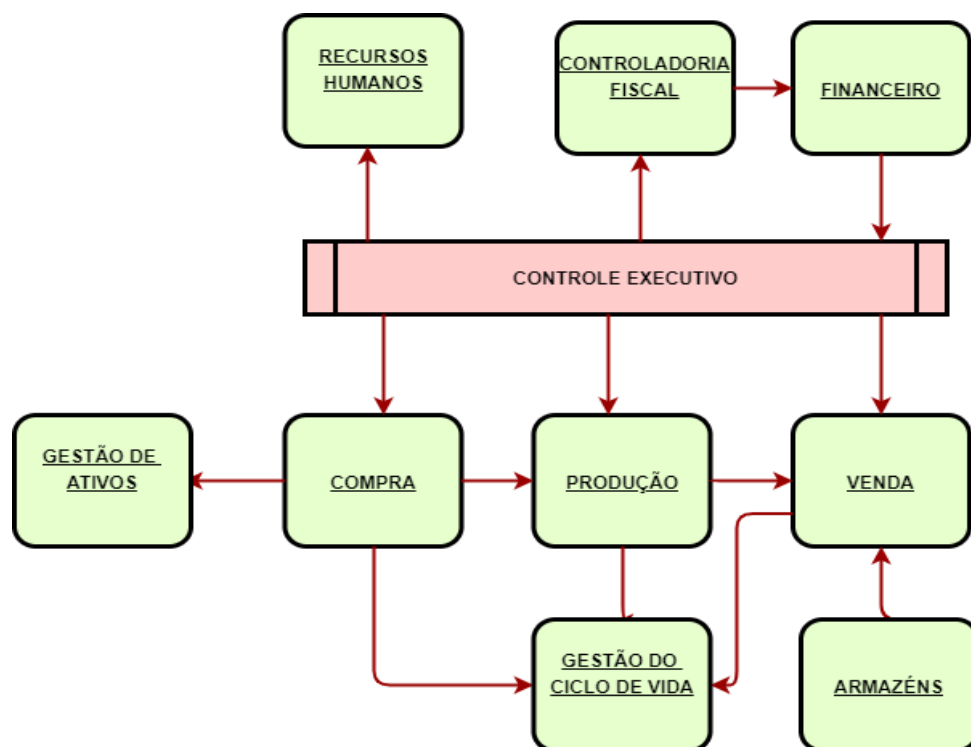 RECURSOS
HUMANOS
CONTROLADORIA
FISCAL
FINANCEIRO
CONTROLE EXECUTIVO
GESTÃO DE
ATIVOS
COMPRA
PRODUÇÃO
VENDA
GESTÃO DO
CICLO DE VIDA
ARMAZÉNS